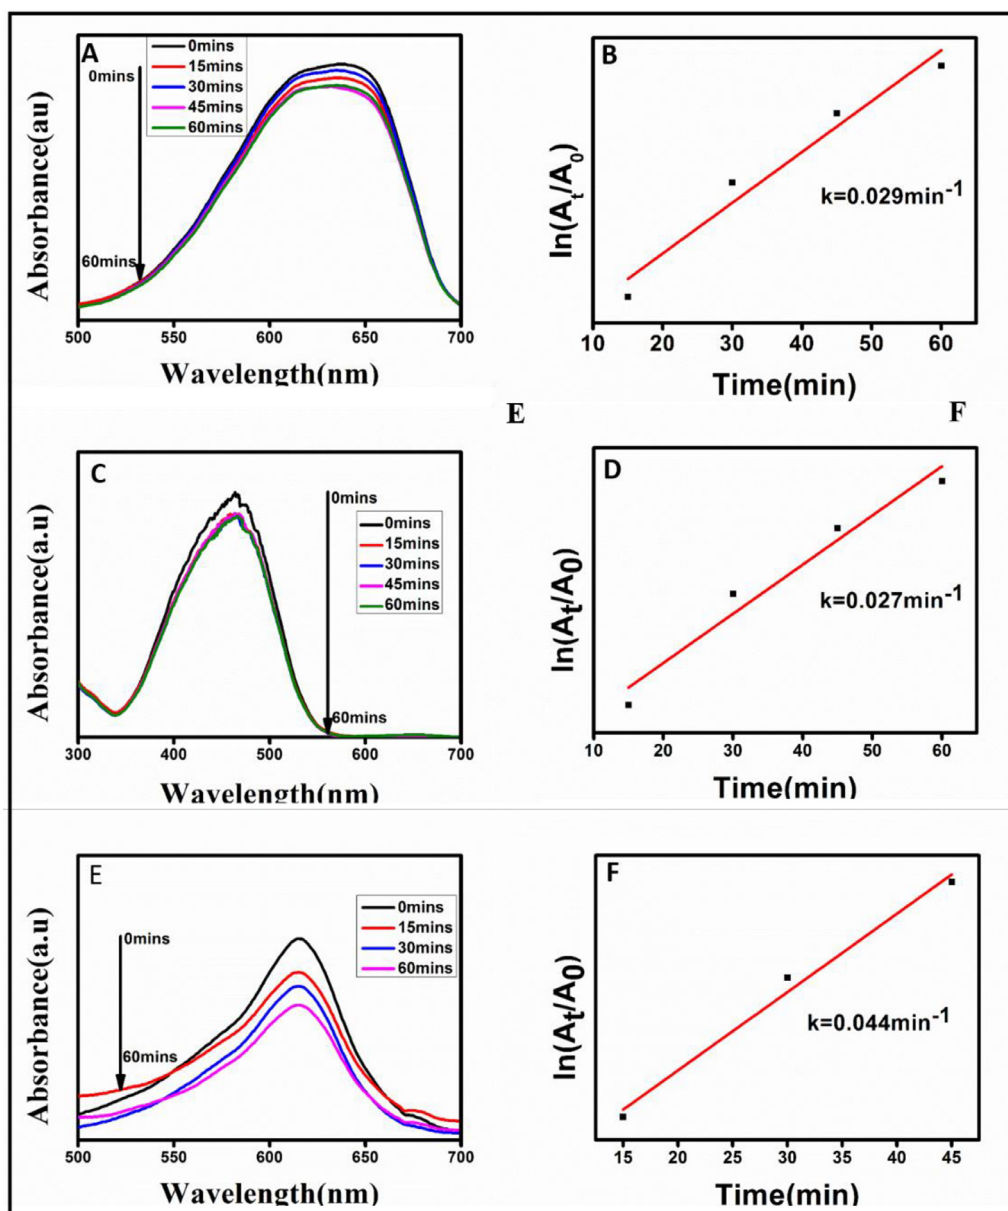 A
0mins
15mins
30mins
45mins
60mins
0mins
60mins
Absorbance(au)
500 550 600 650 700
Wavelength(nm)
B
ln(At/A0)
k=0.029min-1
10 20 30 40 50 60
Time(min)
E F
C
0mins
0mins
15mins
30mins
45mins
60mins
60mins
Absorbance(a.u)
300 400 500 600 700
Wavelength(nm)
D
ln(At/A0)
k=0.027min-1
10 20 30 40 50 60
Time(min)
E
0mins
15mins
30mins
60mins
0mins
60mins
Absorbance(a.u)
500 550 600 650 700
Wavelength(nm)
F
ln(At/A0)
k=0.044min-1
15 20 25 30 35 40 45
Time(min)